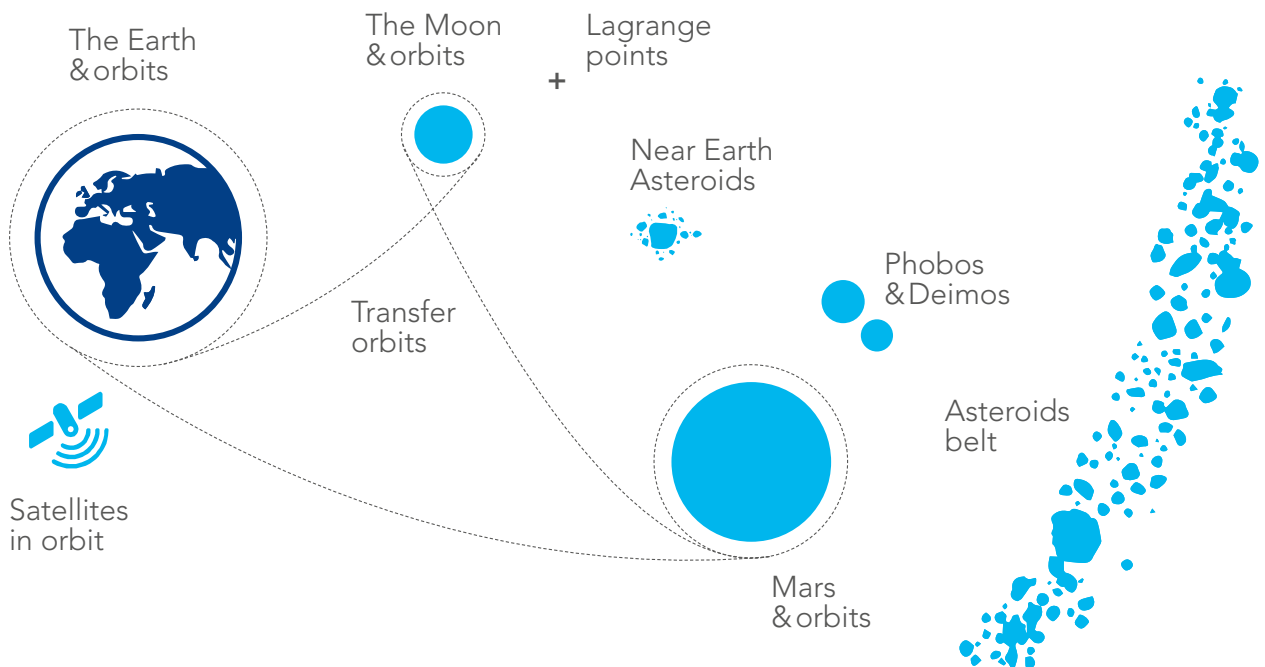 The Earth
& orbits
The Moon
& orbits
+
Lagrange
points
Near Earth
Asteroids
Phobos
& Deimos
Transfer
orbits
Asteroids
belt
Satellites
in orbit
Mars
& orbits